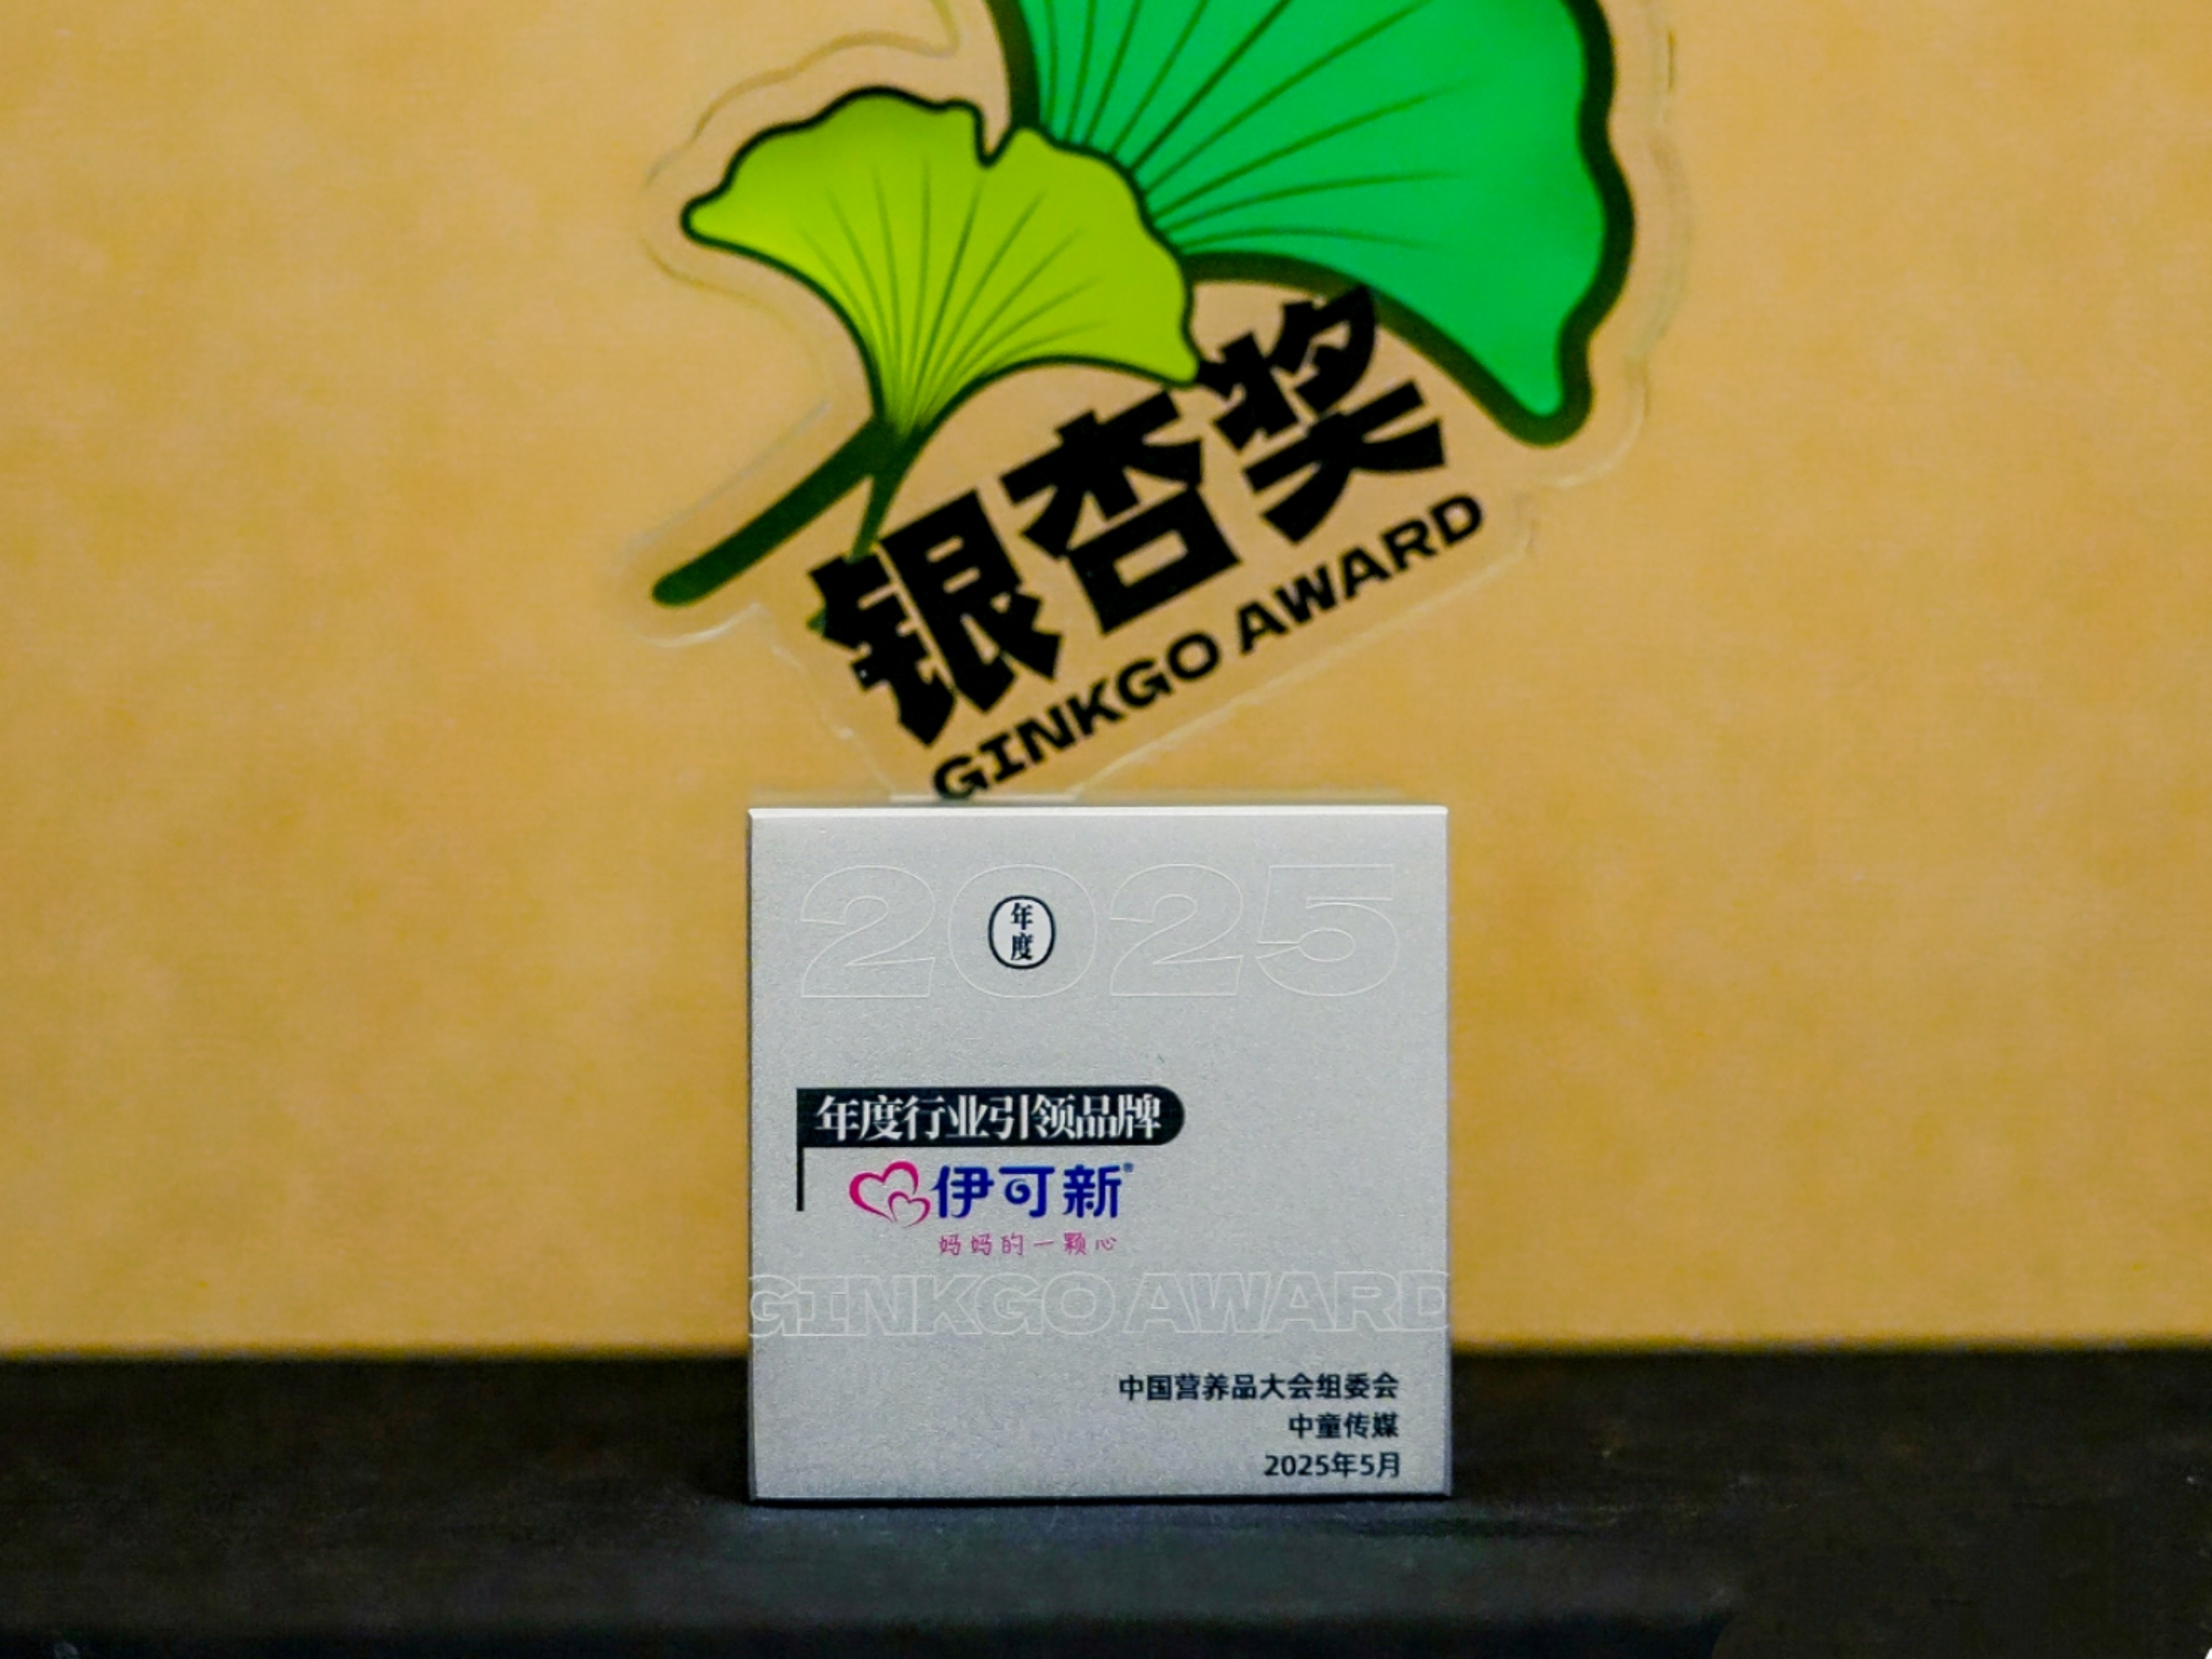 银杏奖
GINKGO AWARD
2025
年度
年度行业引领品牌
伊可新®
妈妈的一颗心
GINKGO AWARD
中国营养品大会组委会
中童传媒
2025年5月